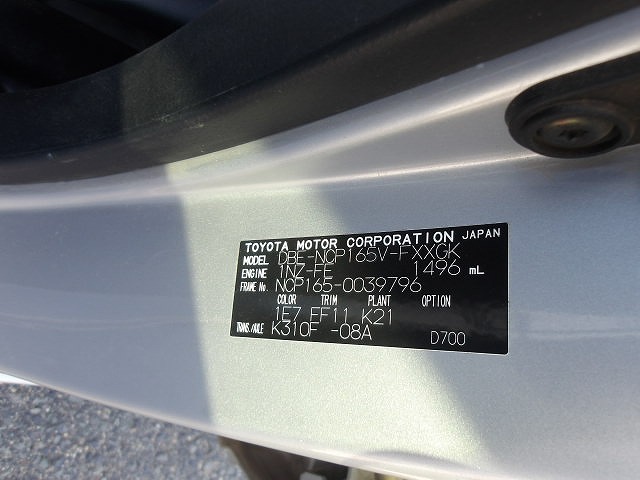 TOYOTA MOTOR CORPORATION JAPAN
MODEL DBE-NCP165V-FXXGK
ENGINE 1NZ-FE 1496 mL
FRAME No. NCP165-0039796
COLOR TRIM PLANT OPTION
1E7 FF11 K21
TRANS./AXLE K310F -08A D700